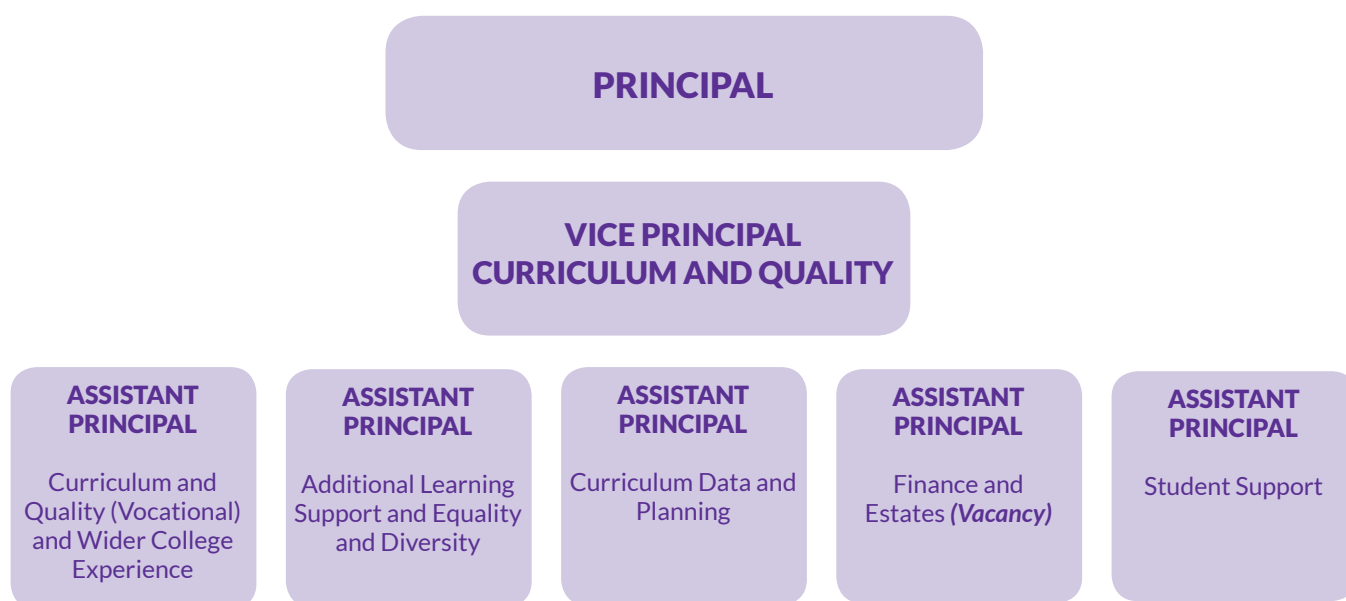 PRINCIPAL
VICE PRINCIPAL
CURRICULUM AND QUALITY
ASSISTANT
PRINCIPAL
Curriculum and
Quality (Vocational)
and Wider College
Experience
ASSISTANT
PRINCIPAL
Additional Learning
Support and Equality
and Diversity
ASSISTANT
PRINCIPAL
Curriculum Data and
Planning
ASSISTANT
PRINCIPAL
Finance and
Estates (Vacancy)
ASSISTANT
PRINCIPAL
Student Support